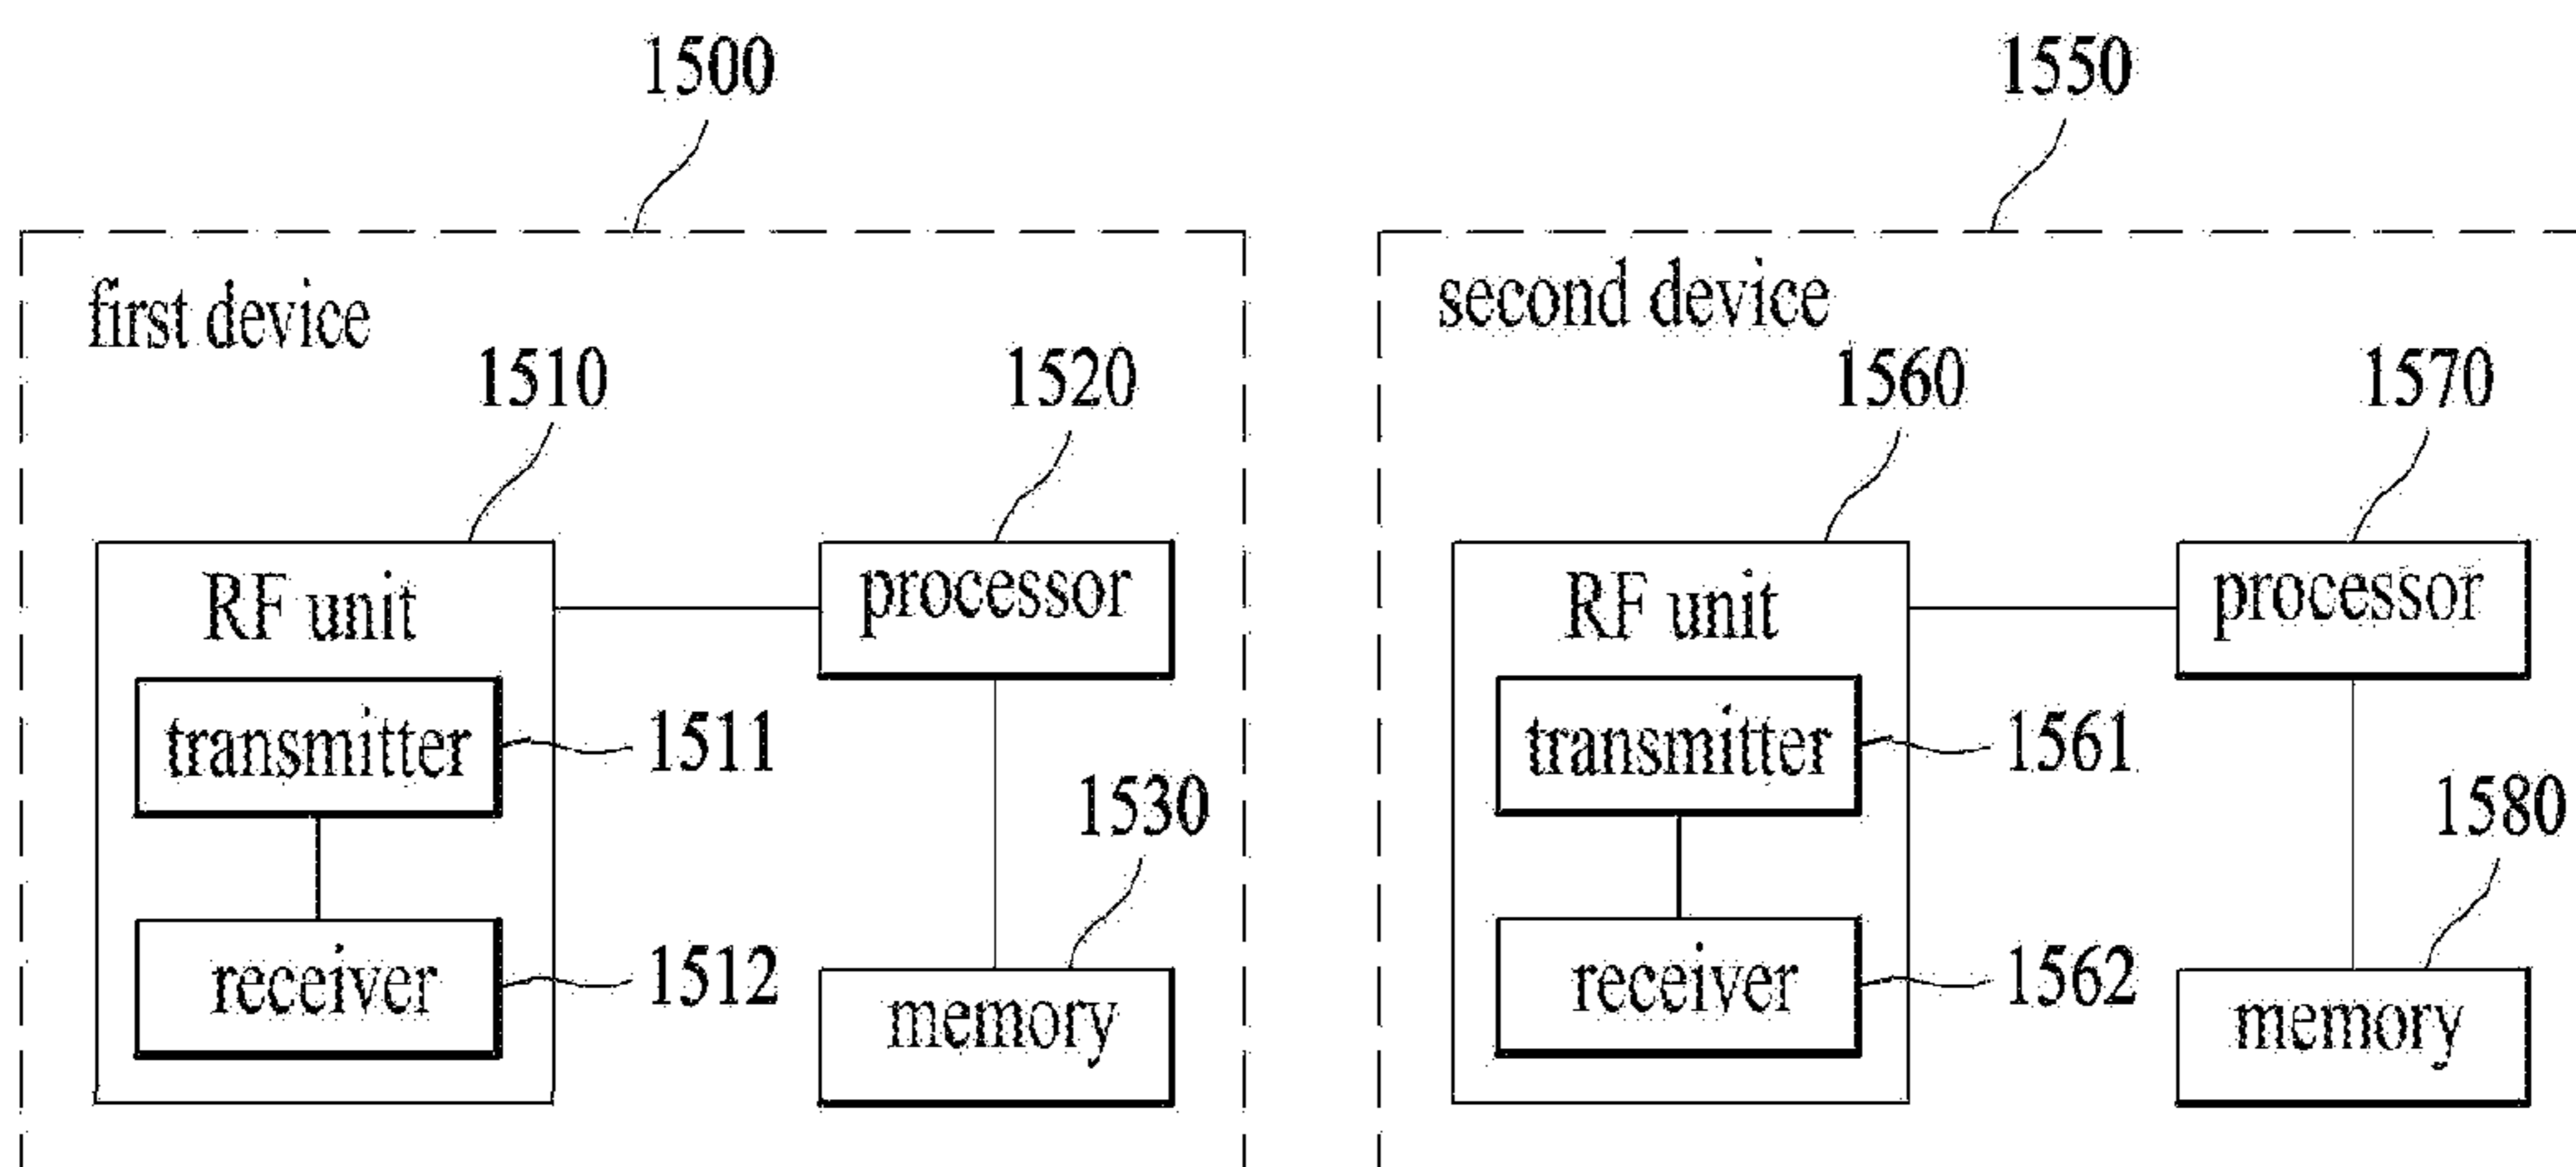 1500
first device
1510
1520
RF unit
processor
transmitter
1511
1530
receiver
1512
memory
1550
second device
1560
1570
RF unit
processor
transmitter
1561
1580
receiver
1562
memory